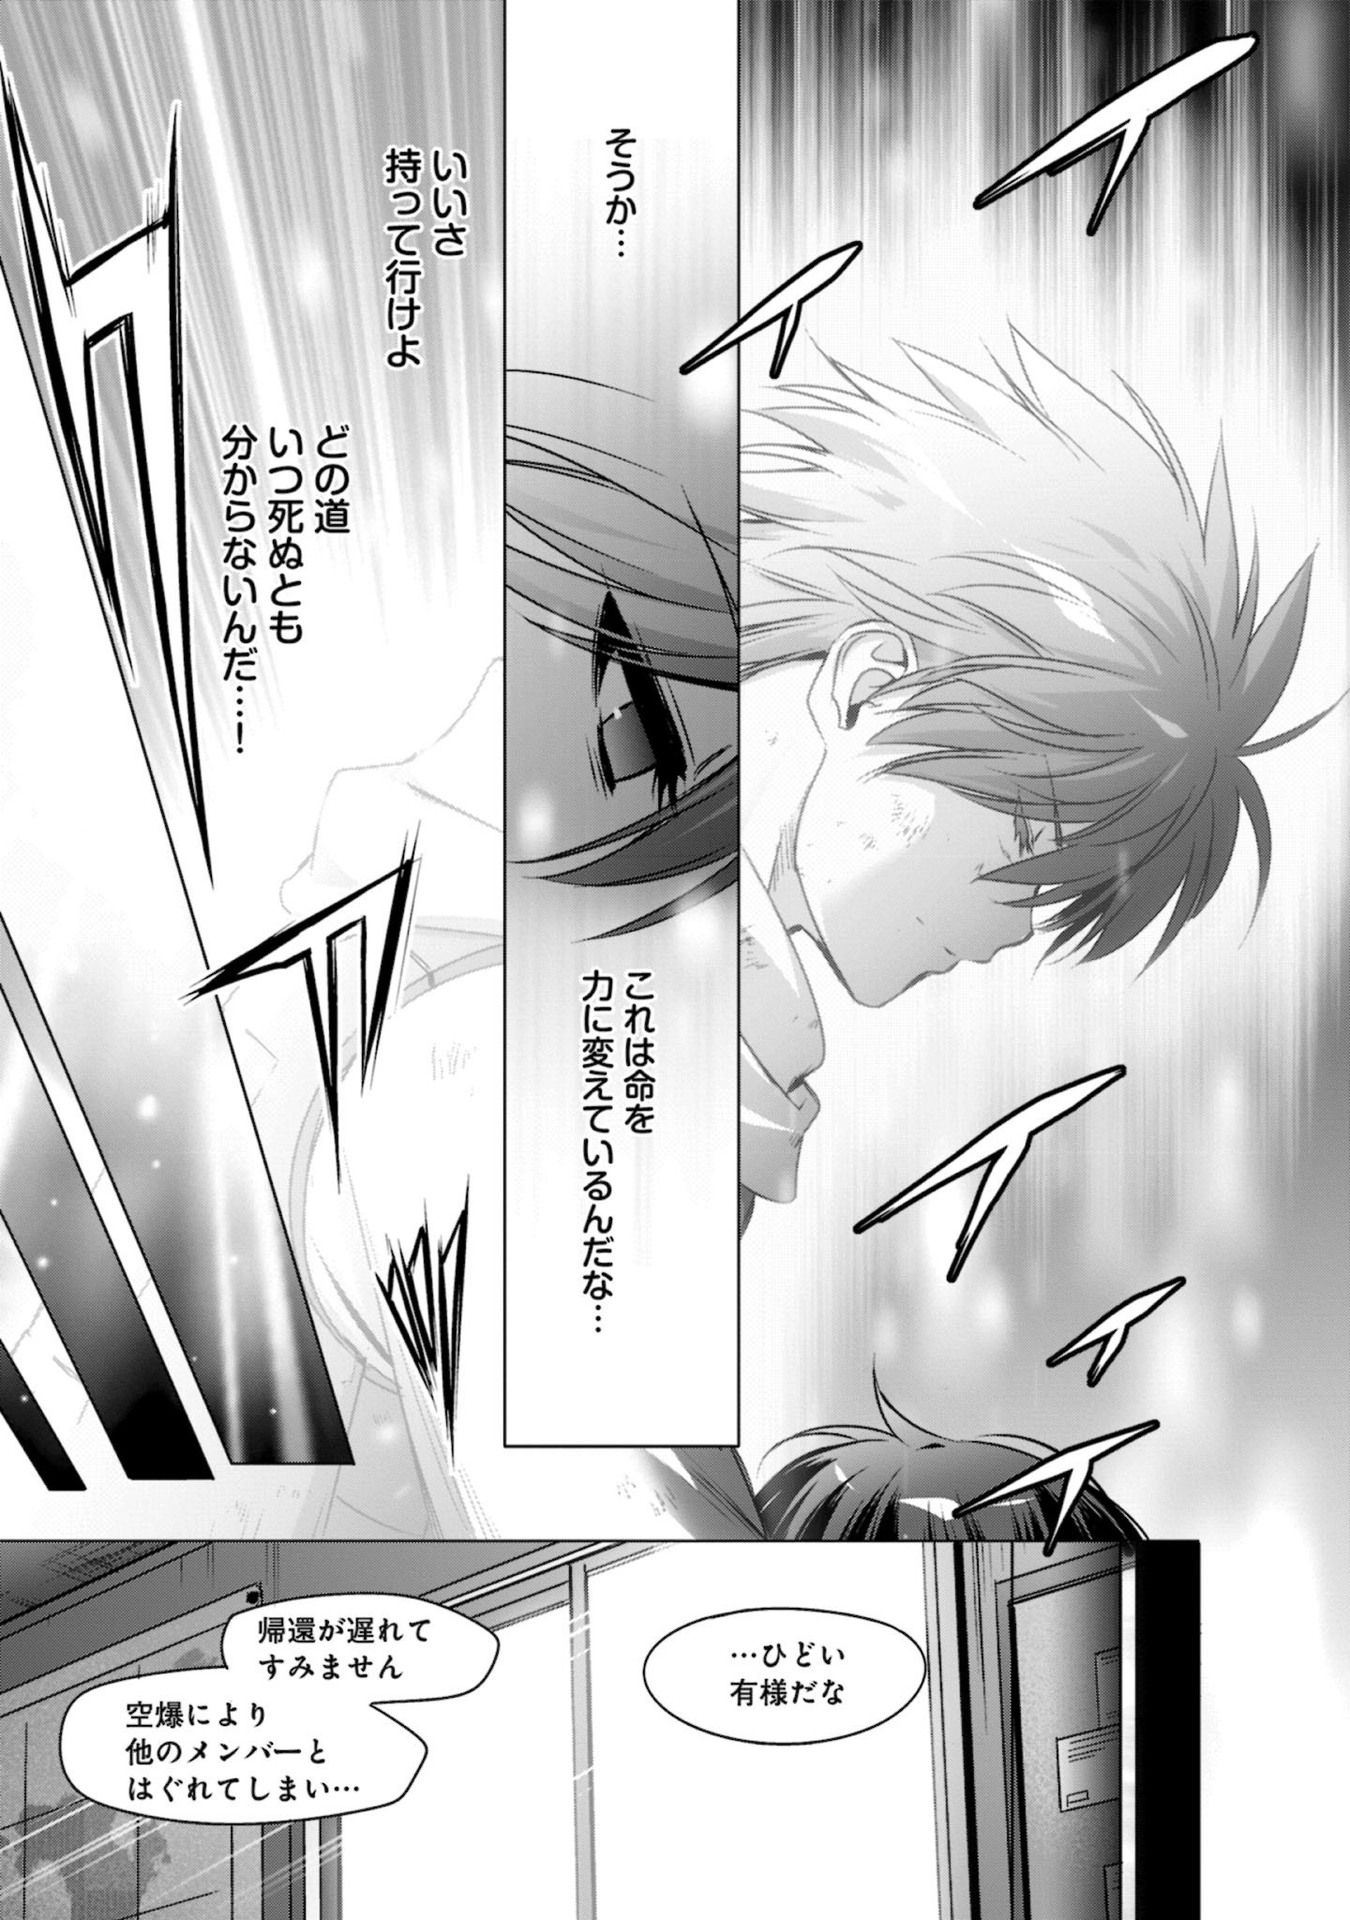 そうか…
これは命を
力に変えているんだな…
いいさ
持って行けよ
どの道
いつ死ぬとも
分からないんだ…！
…ひどい
有様だな
帰還が遅れて
すみません
空爆により
他のメンバーと
はぐれてしまい…